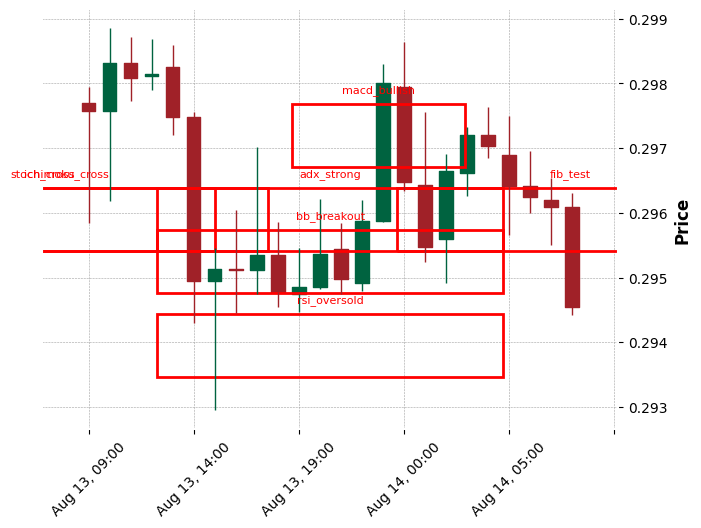 0.299
0.298
macd_bullish
0.297
stoch_cross
ichimoku_cross
adx_strong
fib_test
0.296
bb_breakout
Price
0.295
rsi_oversold
0.294
0.293
Aug 13, 09:00
Aug 13, 14:00
Aug 13, 19:00
Aug 14, 00:00
Aug 14, 05:00